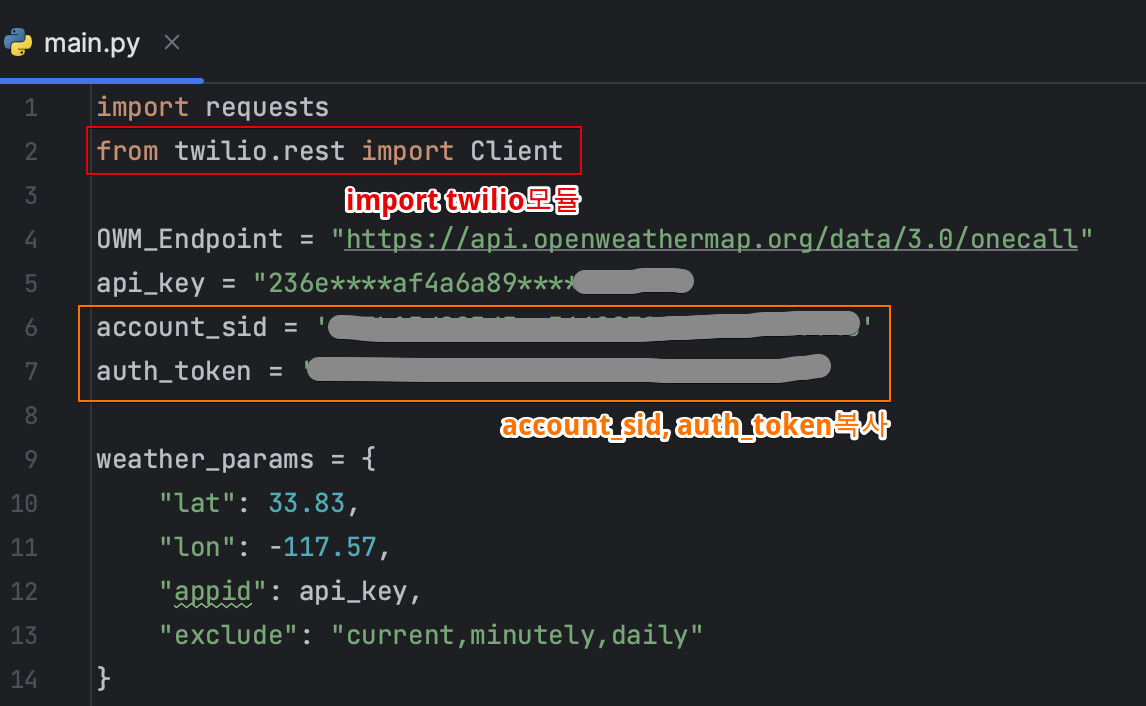 main.py
1 import requests
2 from twilio.rest import Client
3
import twilio모듈
4 OWM_Endpoint = "https://api.openweathermap.org/data/3.0/onecall"
5 api_key = "236e****af4a6a89****
6 account_sid = '
7 auth_token = '
8
account_sid, auth_token복사
9 weather_params = {
10     "lat": 33.83,
11     "lon": -117.57,
12     "appid": api_key,
13     "exclude": "current,minutely,daily"
14 }